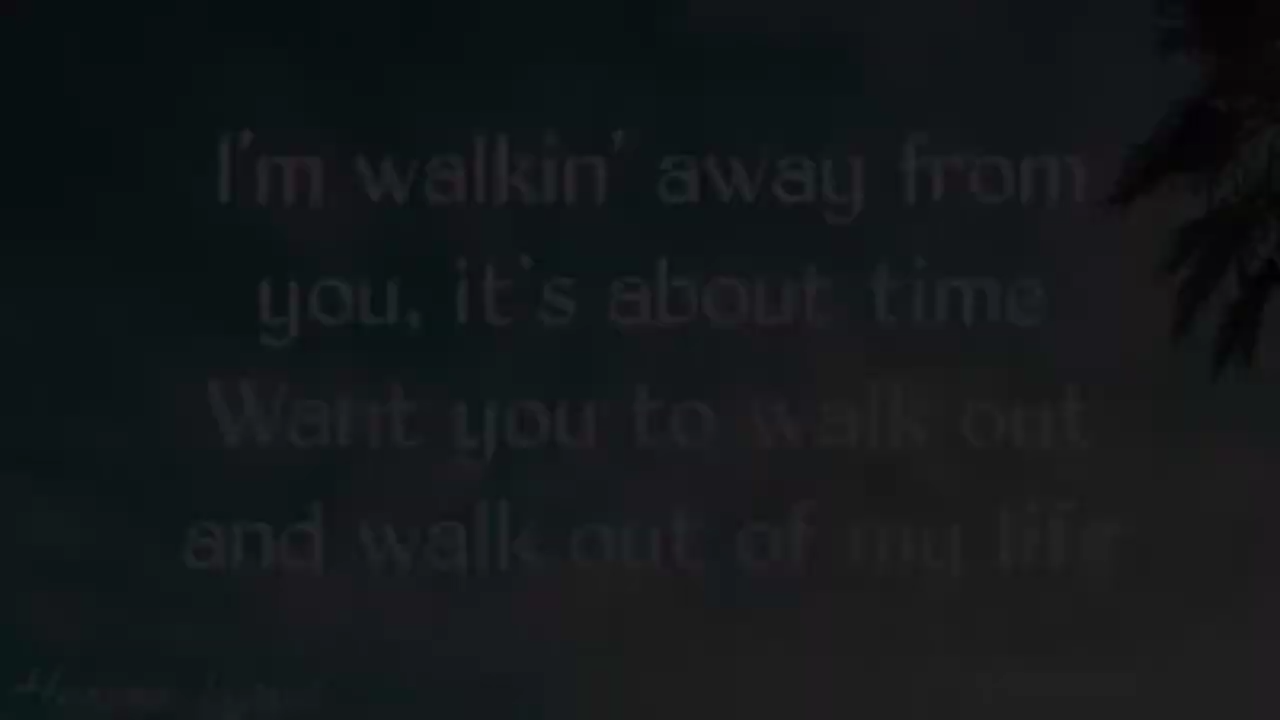 I'm walkin' away from
you, it's about time
Want you to walk out
and walk out of my life